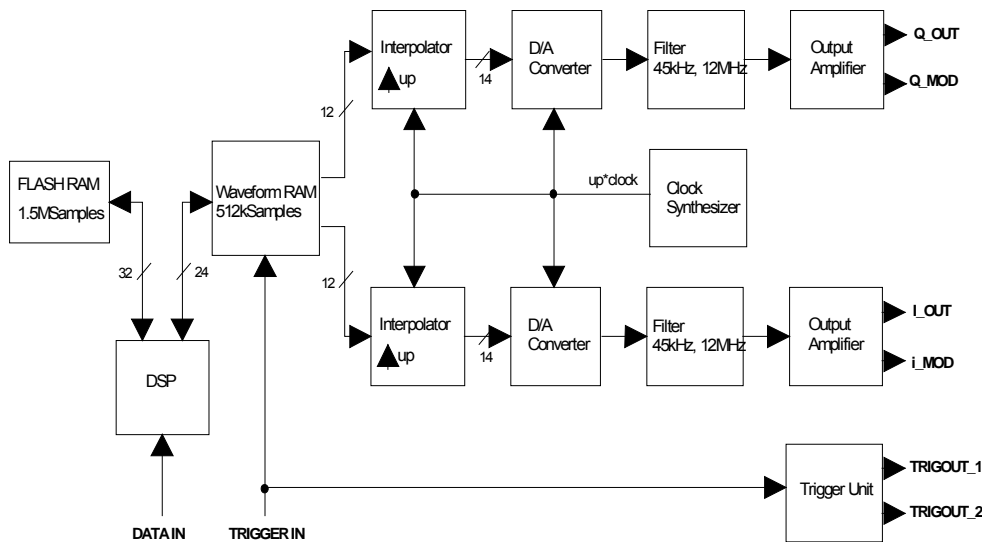 Interpolator
up
14
D/A
Converter
Filter
45kHz, 12MHz
Output
Amplifier
Q_OUT
Q_MOD
12
FLASH RAM
1.5MSamples
Waveform RAM
512kSamples
up*clock
Clock
Synthesizer
32
24
12
Interpolator
up
14
D/A
Converter
Filter
45kHz, 12MHz
Output
Amplifier
I_OUT
i_MOD
DSP
Trigger Unit
TRIGOUT_1
TRIGOUT_2
DATA IN
TRIGGER IN